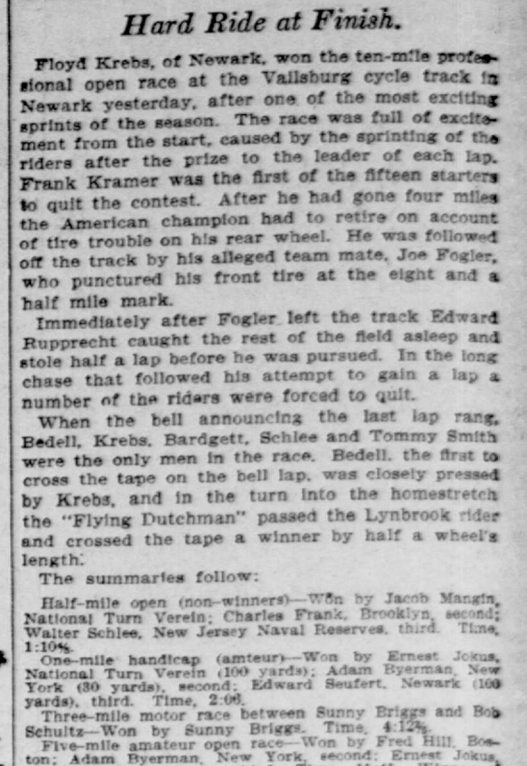 Hard Ride at Finish.
Floyd Krebs, of Newark, won the ten-mile profes-
sional open race at the Vailsburg cycle track in
Newark yesterday, after one of the most exciting
sprints of the season. The race was full of excite-
ment from the start, caused by the sprinting of the
riders after the prize to the leader of each lap.
Frank Kramer was the first of the fifteen starters
to quit the contest. After he had gone four miles
the American champion had to retire on account
of tire trouble on his rear wheel. He was followed
off the track by his alleged team mate, Joe Fogler,
who punctured his front tire at the eight and a
half mile mark.
Immediately after Fogler left the track Edward
Rupprecht caught the rest of the field asleep and
stole half a lap before he was pursued. In the long
chase that followed his attempt to gain a lap a
number of the riders were forced to quit.
When the bell announcing the last lap rang,
Bedell, Krebs, Bardgett, Schlee and Tommy Smith
were the only men in the race. Bedell, the first to
cross the tape on the bell lap, was closely pressed
by Krebs, and in the turn into the homestretch
the "Flying Dutchman" passed the Lynbrook rider
and crossed the tape a winner by half a wheel's
length.
The summaries follow:
Half-mile open (non-winners)—Won by Jacob Mangin,
National Turn Verein; Charles Frank, Brooklyn, second;
Walter Schlee, New Jersey Naval Reserves, third. Time,
One-mile handicap (amteur)—Won by Ernest Jokus,
National Turn Verein (100 yards); Adam Byerman, New
York (30 yards), second; Edward Seufert, Newark (100
yards), third. Time,
Three-mile motor race between Sunny Briggs and Bob
Schultz—Won by Sunny Briggs. Time,
Five-mile amateur open race—Won by Fred Hill, Bos-
ton; Adam Byerman, New York, second; Ernest Jokus,